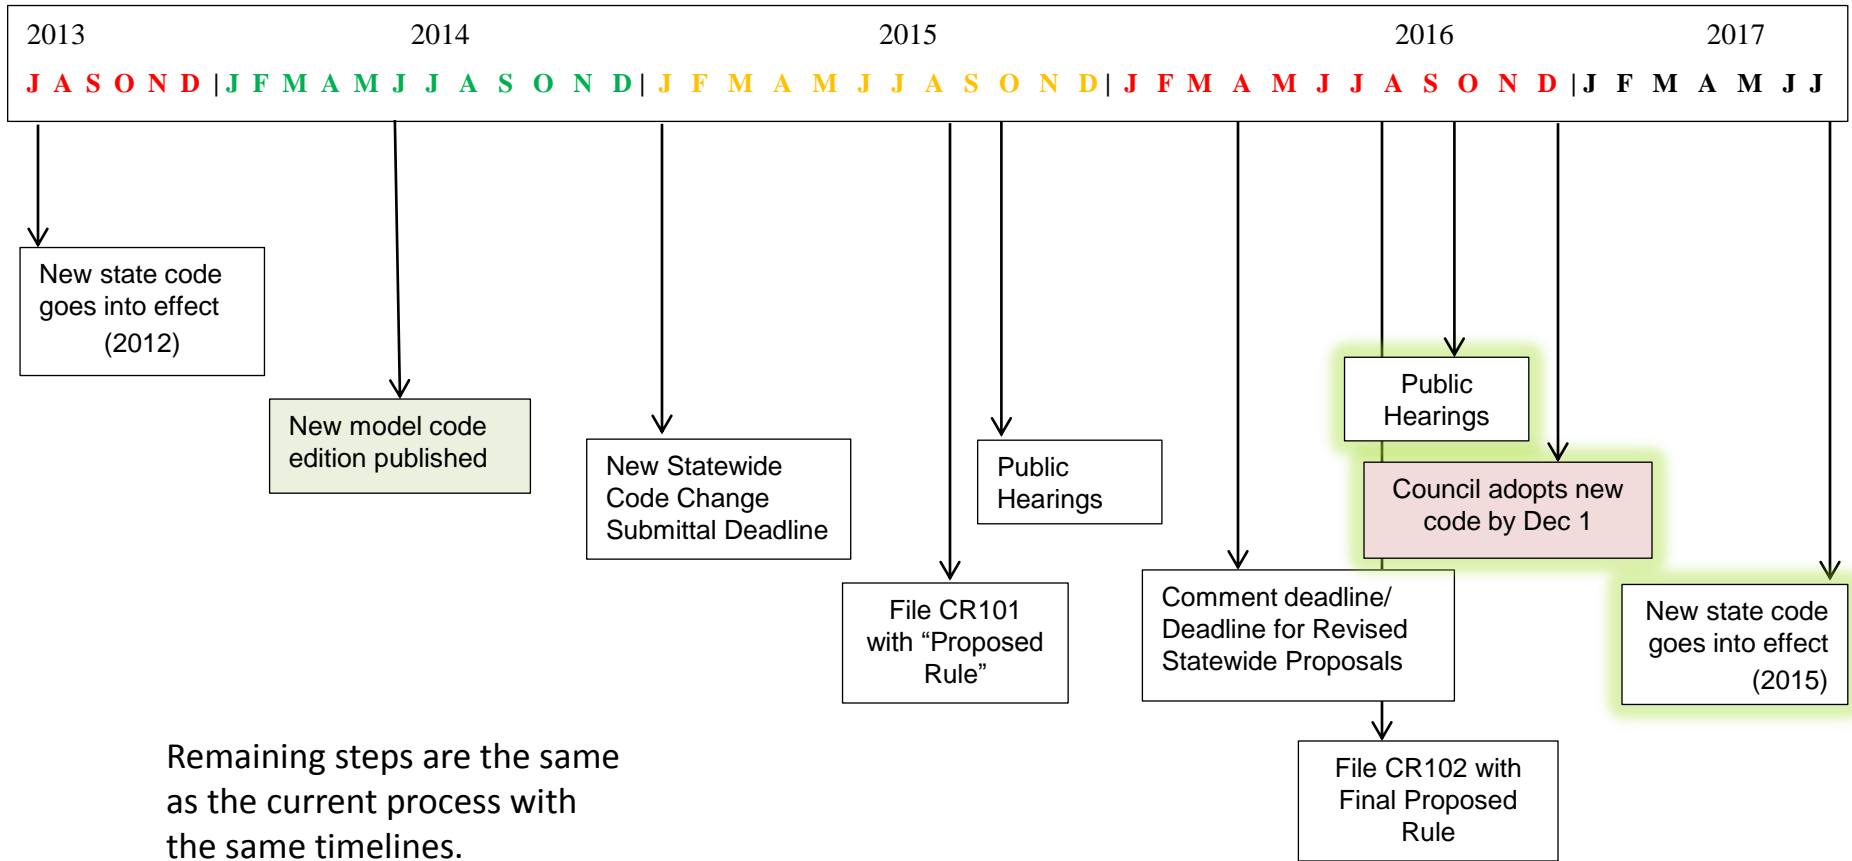 2013 2014 2015 2016 2017
J A S O N D | J F M A M J J A S O N D | J F M A M J J A S O N D | J F M A M J J A S O N D | J F M A M J J
New state code
goes into effect
(2012)
New model code
edition published
New Statewide
Code Change
Submittal Deadline
File CR101
with “Proposed
Rule”
Public
Hearings
Comment deadline/
Deadline for Revised
Statewide Proposals
File CR102 with
Final Proposed
Rule
Public
Hearings
Council adopts new
code by Dec 1
New state code
goes into effect
(2015)
Remaining steps are the same
as the current process with
the same timelines.